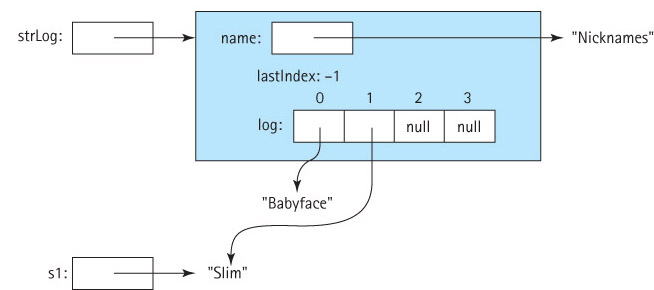 strLog:
name:
"Nicknames"
lastIndex: –1
0 1 2 3
log: null null
"Babyface"
s1: "Slim"